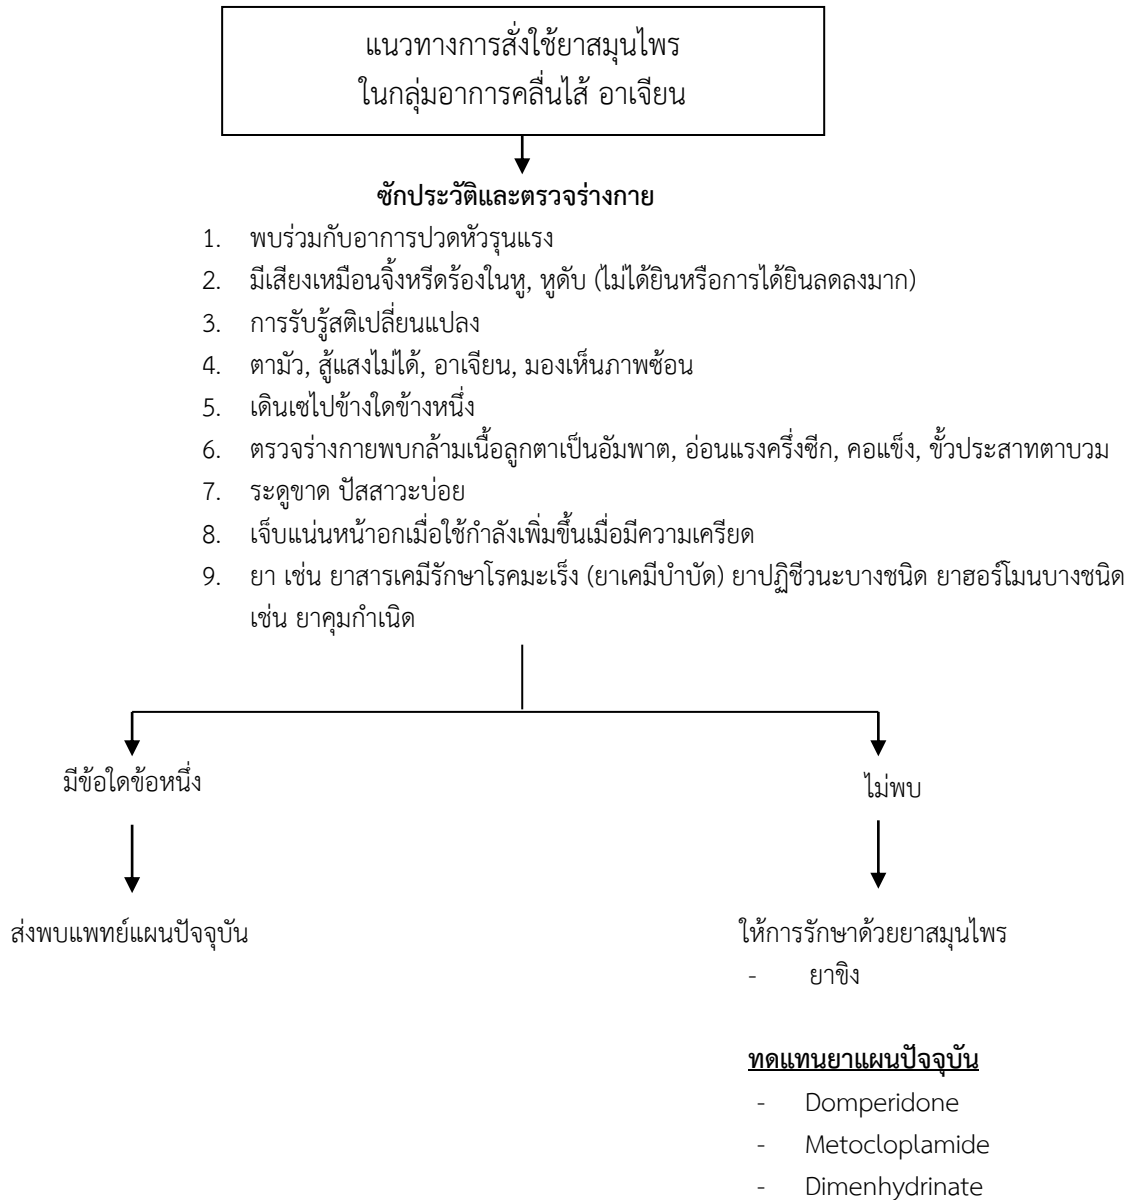 แนวทางการสั่งใช้ยาสมุนไพร
ในกลุ่มอาการคลื่นไส้ อาเจียน
ซักประวัติและตรวจร่างกาย
1. พบร่วมกับอาการปวดหัวรุนแรง
2. มีเสียงเหมือนจิ้งหรีดร้องในหู, หูดับ (ไม่ได้ยินหรือการได้ยินลดลงมาก)
3. การรับรู้สติเปลี่ยนแปลง
4. ตามัว, สู้แสงไม่ได้, อาเจียน, มองเห็นภาพซ้อน
5. เดินเซไปข้างใดข้างหนึ่ง
6. ตรวจร่างกายพบกล้ามเนื้อลูกตาเป็นอัมพาต, อ่อนแรงครึ่งซีก, คอแข็ง, ขั้วประสาทตาบวม
7. ระดูขาด ปัสสาวะบ่อย
8. เจ็บแน่นหน้าอกเมื่อใช้กำลังเพิ่มขึ้นเมื่อมีความเครียด
9. ยา เช่น ยาสารเคมีรักษาโรคมะเร็ง (ยาเคมีบำบัด) ยาปฏิชีวนะบางชนิด ยาฮอร์โมนบางชนิด
เช่น ยาคุมกำเนิด
มีข้อใดข้อหนึ่ง
ไม่พบ
ส่งพบแพทย์แผนปัจจุบัน
ให้การรักษาด้วยยาสมุนไพร
- ยาขิง
ทดแทนยาแผนปัจจุบัน
- Domperidone
- Metocloplamide
- Dimenhydrinate